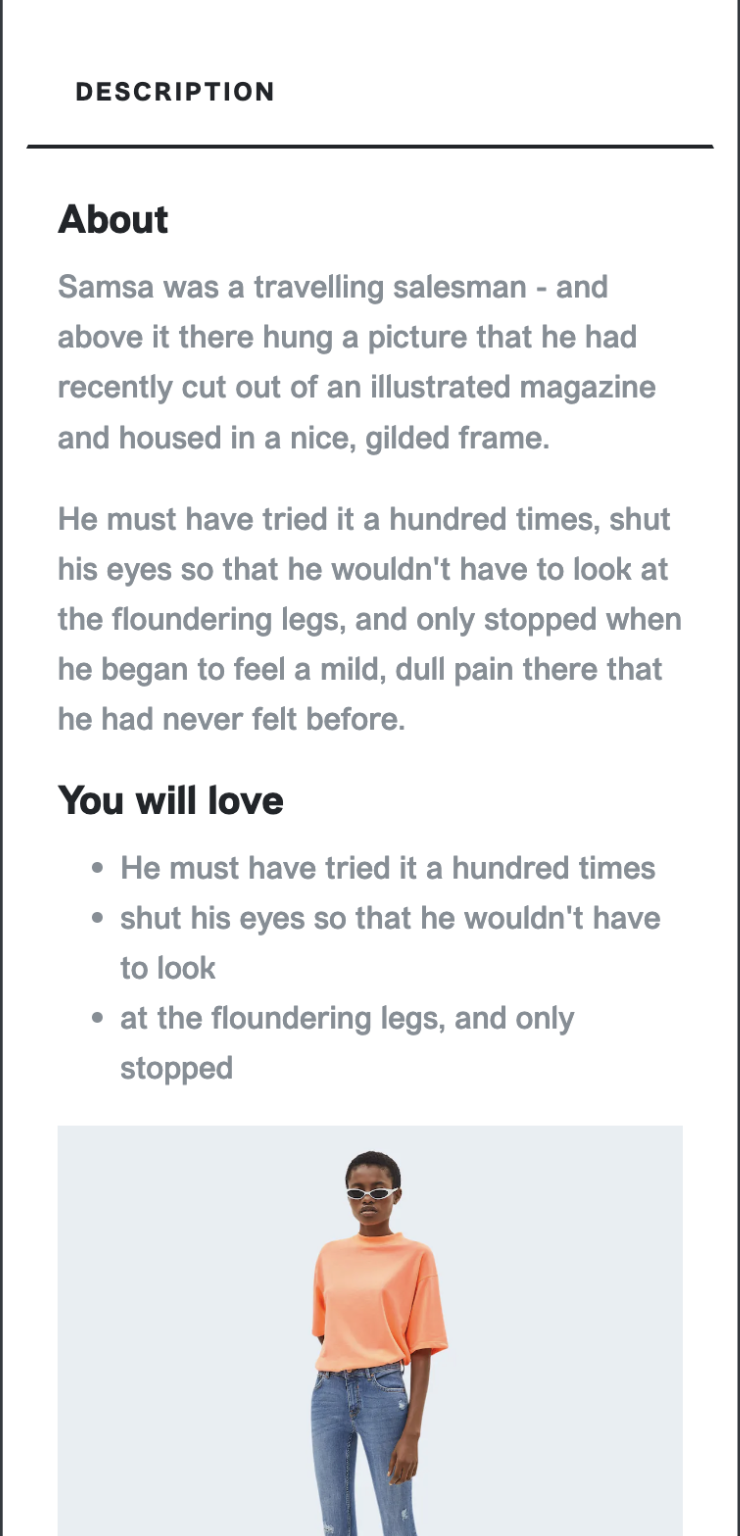 DESCRIPTION
About
Samsa was a travelling salesman - and
above it there hung a picture that he had
recently cut out of an illustrated magazine
and housed in a nice, gilded frame.
He must have tried it a hundred times, shut
his eyes so that he wouldn't have to look at
the floundering legs, and only stopped when
he began to feel a mild, dull pain there that
he had never felt before.
You will love
• He must have tried it a hundred times
• shut his eyes so that he wouldn't have
to look
• at the floundering legs, and only
stopped